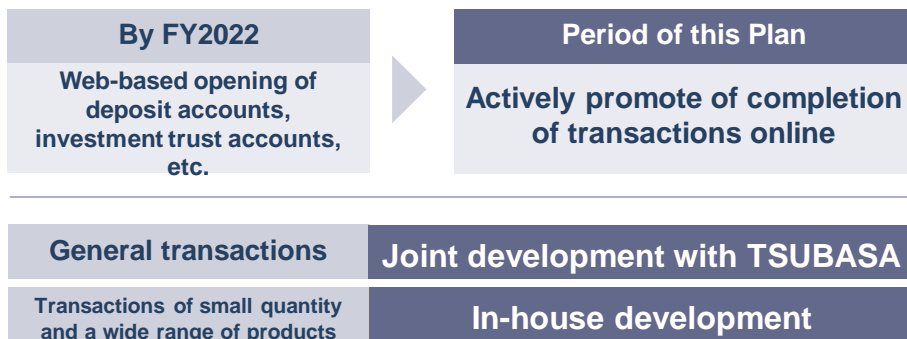 By FY2022
Web-based opening of
deposit accounts,
investment trust accounts,
etc.
Period of this Plan
Actively promote of completion
of transactions online
General transactions
Joint development with TSUBASA
Transactions of small quantity
and a wide range of products
In-house development